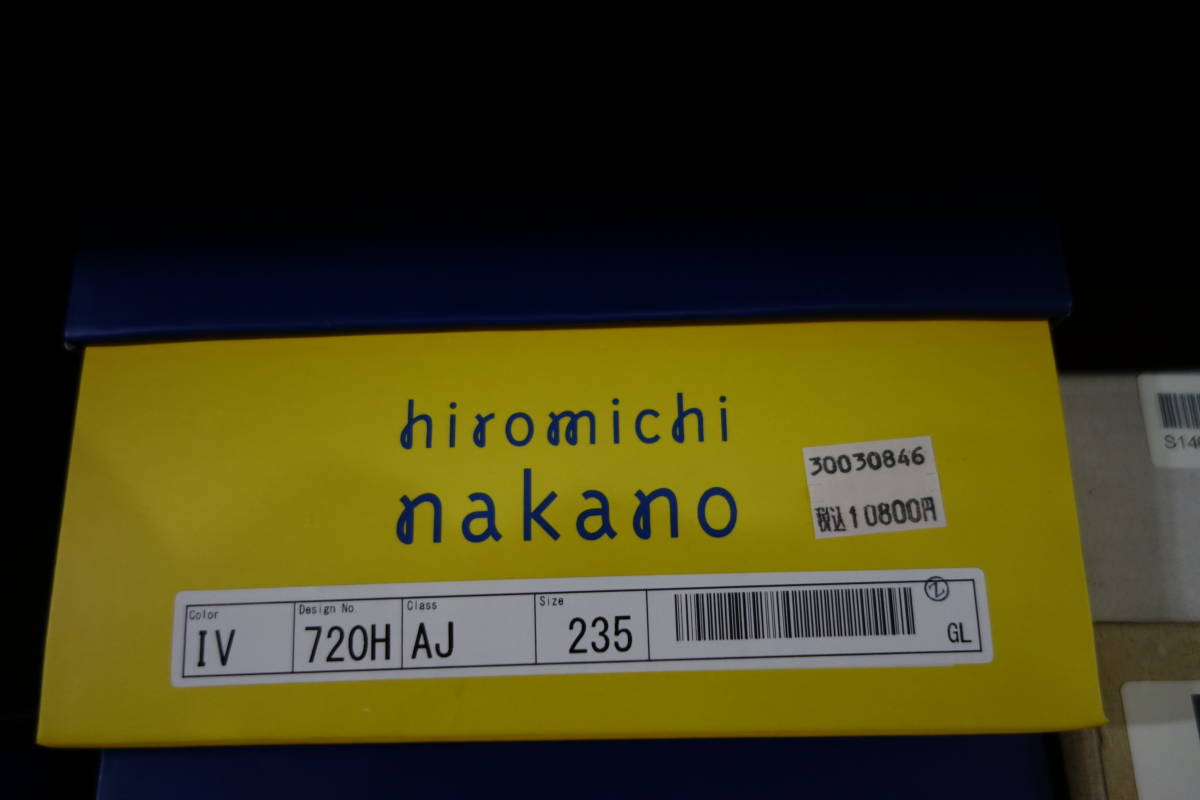 hiromichi
nakano
30030846
税込10800円
Color
IV
Design No
720H
Class
AJ
Size
235
2
GL